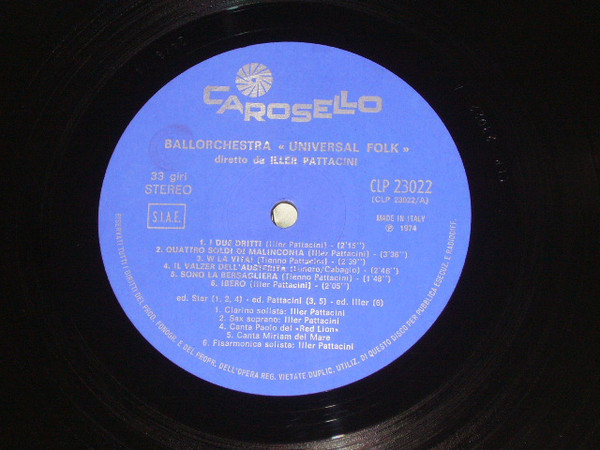 CAROSELLO
BALLORCHESTRA « UNIVERSAL FOLK »
diretto da ILLER PATTACINI
33 giri
STEREO
S.I.A.E.
CLP 23022
(CLP 23022/A)
MADE IN ITALY
℗ 1974
1. I DUE DRITTI (Iller Pattacini) - (2'15")
2. QUATTRO SOLDI DI MALINCONIA (Iller Pattacini) - (3'36")
3. W LA VITA! (Tienno Pattacini) - (2'39")
4. IL VALZER DELL'AUSTRIA - (2'46")
5. SONO LA BERSAGLIERA (Tienno Pattacini) - (1'48")
6. IBERO (Iller Pattacini) - (2'05")
ed. Star (1, 2, 4) - ed. Pattacini (3, 5) - ed. Iller (6)
1. Clarino solista: Iller Pattacini
2. Sax soprano: Iller Pattacini
4. Canta Paolo dei «Red Lion»
5. Canta Miriam del Mare
6. Fisarmonica solista: Iller Pattacini
RISERVATI TUTTI I DIRITTI DEL PROD. FONOGR. E DEL PROPR. DELL'OPERA REG. VIETATE DUPLIC. UTILIZ. DI QUESTO DISCO PER PUBBLICA ESECUZ. E RADIODIFF.